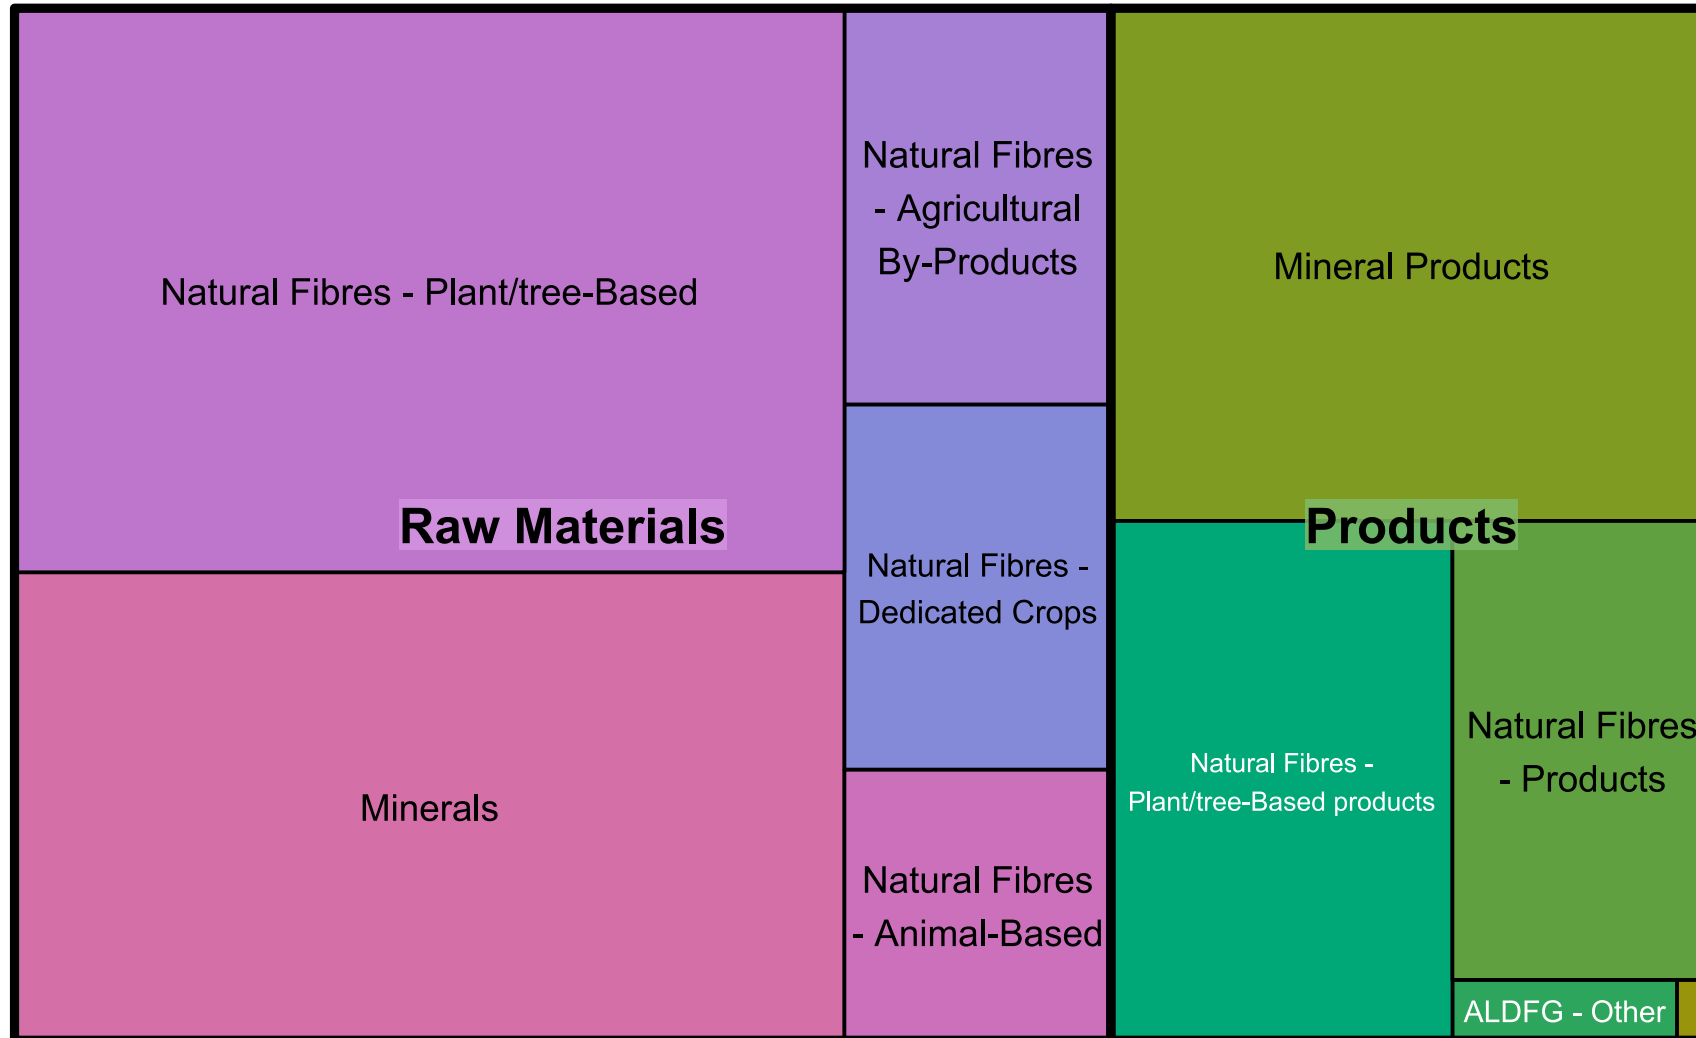 Natural Fibres - Plant/tree-Based
Raw Materials
Minerals
Natural Fibres
- Agricultural
By-Products
Natural Fibres -
Dedicated Crops
Natural Fibres
- Animal-Based
Mineral Products
Products
Natural Fibres -
Plant/tree-Based products
Natural Fibres
- Products
ALDFG - Other